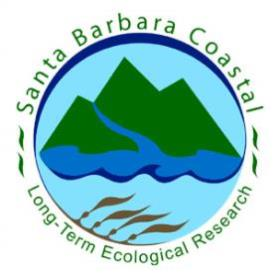 Santa Barbara Coastal
Long-Term Ecological Research